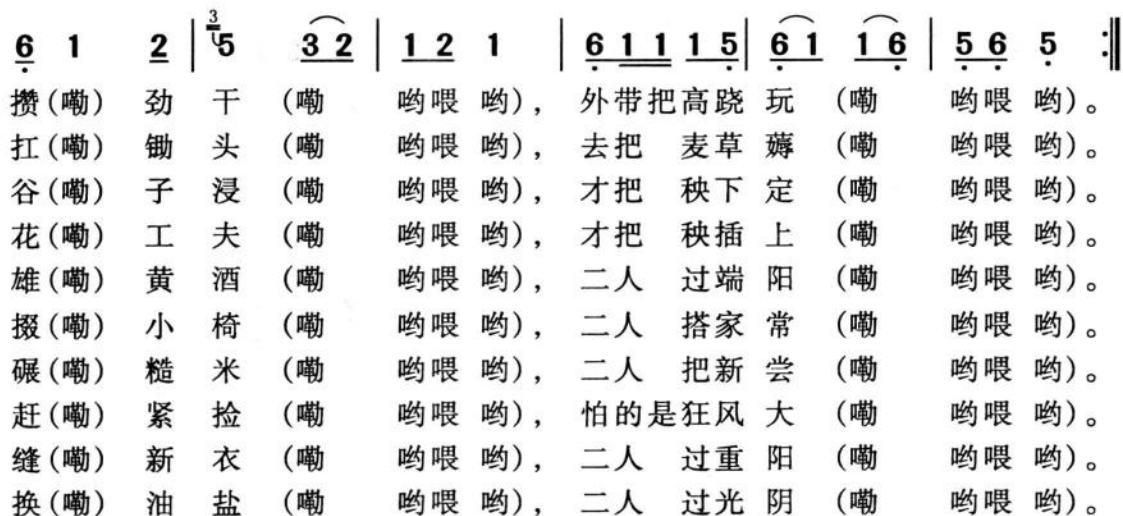 6 1 2 | 3 5 3 2 | 1 2 1 | 6 1 1 1 5 | 6 1 1 6 | 5 6 5 :‖
攒(嘞) 劲 干 (嘞 哟喂 哟), 外带把高跷 玩 (嘞 哟喂 哟)。
扛(嘞) 锄 头 (嘞 哟喂 哟), 去把 麦草 薅 (嘞 哟喂 哟)。
谷(嘞) 子 浸 (嘞 哟喂 哟), 才把 秧下 定 (嘞 哟喂 哟)。
花(嘞) 工 夫 (嘞 哟喂 哟), 才把 秧插 上 (嘞 哟喂 哟)。
雄(嘞) 黄 酒 (嘞 哟喂 哟), 二人 过端 阳 (嘞 哟喂 哟)。
掇(嘞) 小 椅 (嘞 哟喂 哟), 二人 搭家 常 (嘞 哟喂 哟)。
碾(嘞) 糙 米 (嘞 哟喂 哟), 二人 把新 尝 (嘞 哟喂 哟)。
赶(嘞) 紧 捡 (嘞 哟喂 哟), 怕的是狂风 大 (嘞 哟喂 哟)。
缝(嘞) 新 衣 (嘞 哟喂 哟), 二人 过重 阳 (嘞 哟喂 哟)。
换(嘞) 油 盐 (嘞 哟喂 哟), 二人 过光 阴 (嘞 哟喂 哟)。